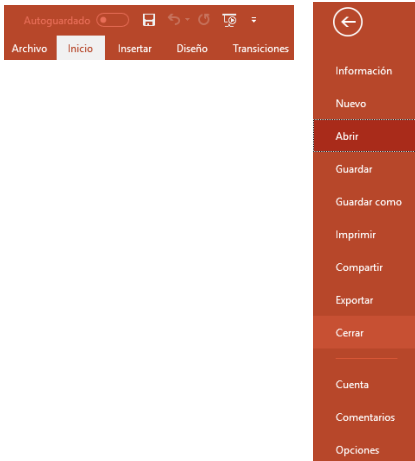 Autoguardado
Archivo Inicio Insertar Diseño Transiciones
Información
Nuevo
Abrir
Guardar
Guardar como
Imprimir
Compartir
Exportar
Cerrar
Cuenta
Comentarios
Opciones